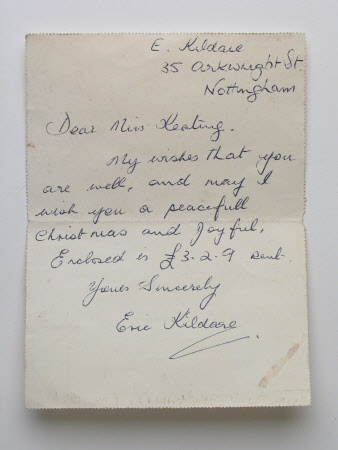 E. Kildare
35 Arkwright St
Nottingham
Dear Miss Keating.
My wishes that you
are well, and may I
wish you a peacefull
Christmas and Joyful,
Enclosed is £3-2-9 rent.
Yours Sincerely
Eric Kildare